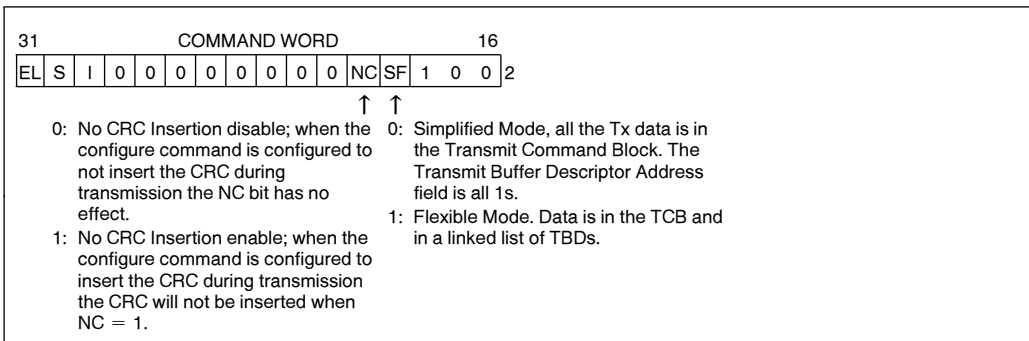 31 COMMAND WORD 16
EL S I 0 0 0 0 0 0 0 0 NC SF 1 0 0 2
↑ ↑
0: No CRC Insertion disable; when the
configure command is configured to
not insert the CRC during
transmission the NC bit has no
effect.
1: No CRC Insertion enable; when the
configure command is configured to
insert the CRC during transmission
the CRC will not be inserted when
NC = 1.
0: Simplified Mode, all the Tx data is in
the Transmit Command Block. The
Transmit Buffer Descriptor Address
field is all 1s.
1: Flexible Mode. Data is in the TCB and
in a linked list of TBDs.